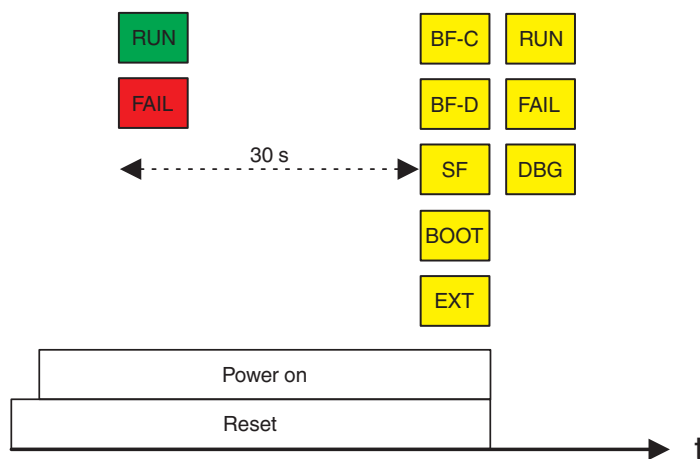 RUN
BF-C
RUN
FAIL
BF-D
FAIL
30 s
SF
DBG
BOOT
EXT
Power on
Reset
t